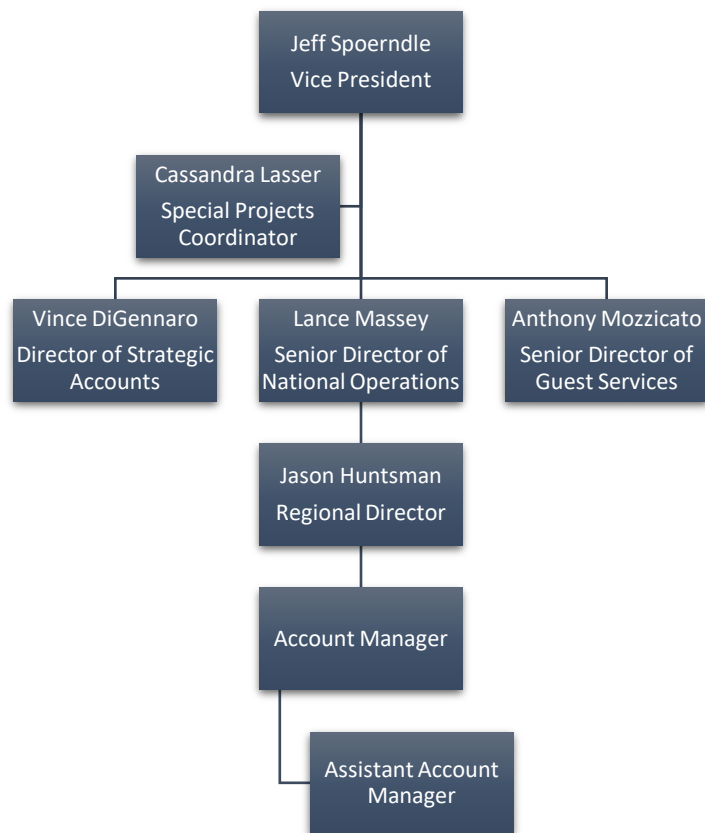 Jeff Spoerndle
Vice President
Cassandra Lasser
Special Projects
Coordinator
Vince DiGennaro
Director of Strategic
Accounts
Lance Massey
Senior Director of
National Operations
Anthony Mozzicato
Senior Director of
Guest Services
Jason Huntsman
Regional Director
Account Manager
Assistant Account
Manager